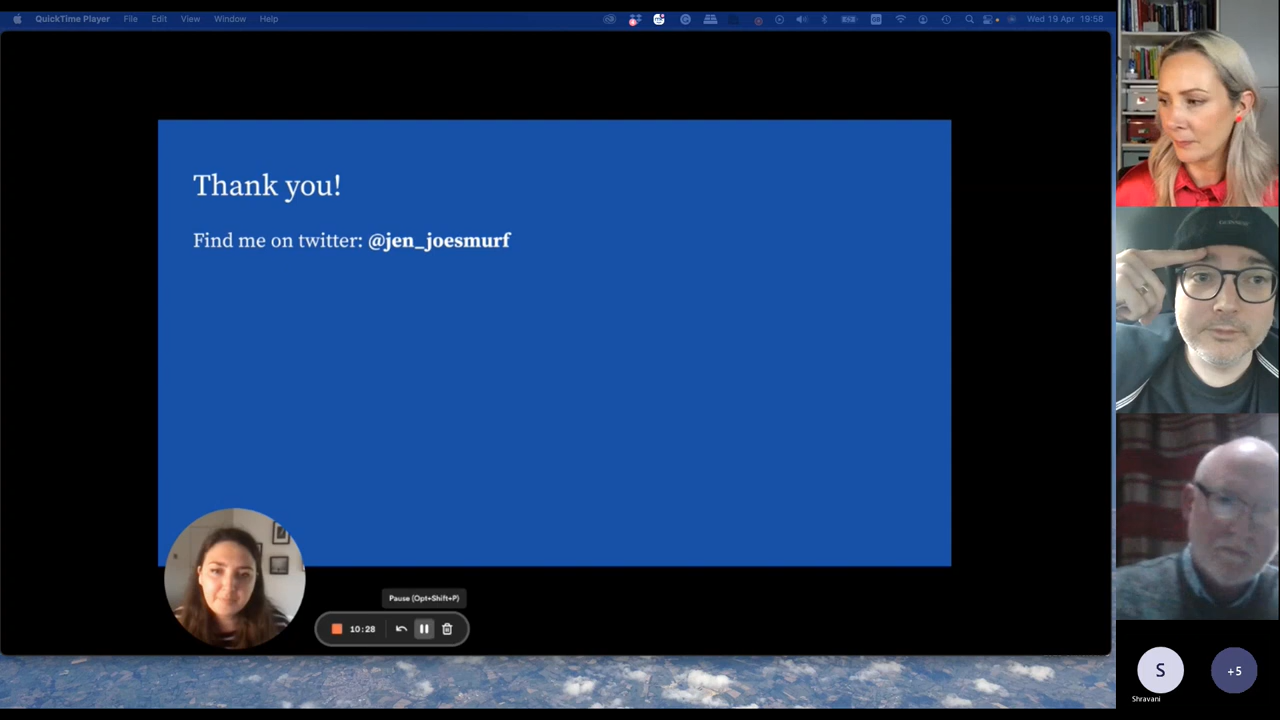 QuickTime Player File Edit View Window Help
Wed 19 Apr 19:58
Thank you!
Find me on twitter: @jen_joesmurf
Pause (Opt+Shift+P)
10:28
S
+5
Shravani